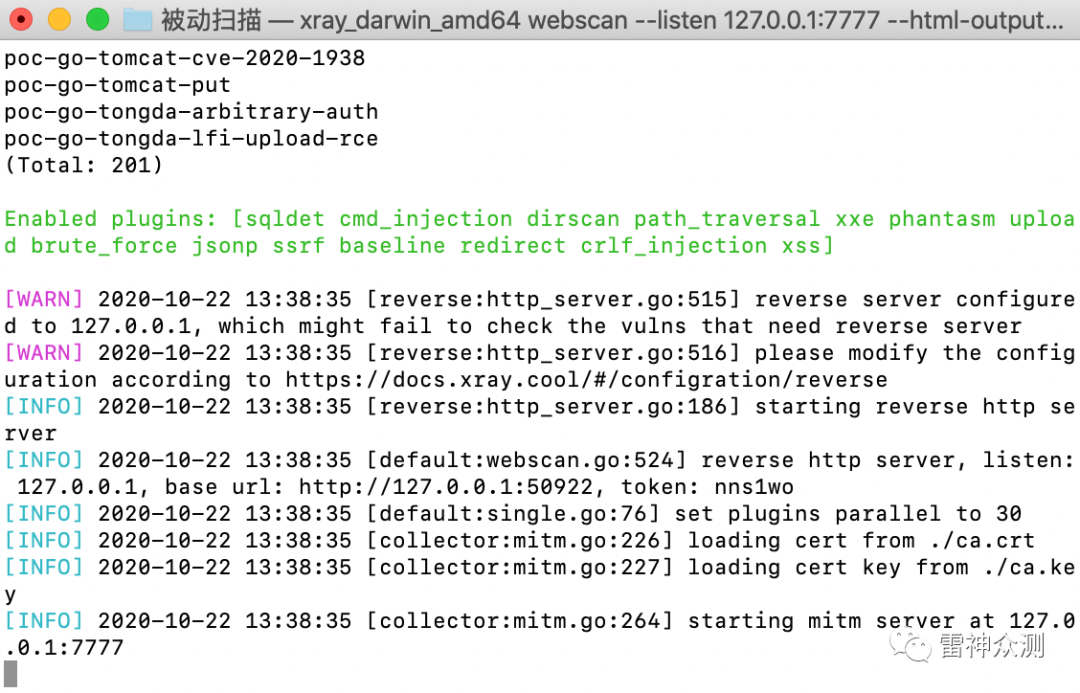 被动扫描 — xray_darwin_amd64 webscan --listen 127.0.0.1:7777 --html-output...
poc-go-tomcat-cve-2020-1938
poc-go-tomcat-put
poc-go-tongda-arbitrary-auth
poc-go-tongda-lfi-upload-rce
(Total: 201)
Enabled plugins: [sqldet cmd_injection dirscan path_traversal xxe phantasm uploa
d brute_force jsonp ssrf baseline redirect crlf_injection xss]
[WARN] 2020-10-22 13:38:35 [reverse:http_server.go:515] reverse server configure
d to 127.0.0.1, which might fail to check the vulns that need reverse server
[WARN] 2020-10-22 13:38:35 [reverse:http_server.go:516] please modify the config
uration according to https://docs.xray.cool/#/configration/reverse
[INFO] 2020-10-22 13:38:35 [reverse:http_server.go:186] starting reverse http se
rver
[INFO] 2020-10-22 13:38:35 [default:webscan.go:524] reverse http server, listen:
 127.0.0.1, base url: http://127.0.0.1:50922, token: nns1wo
[INFO] 2020-10-22 13:38:35 [default:single.go:76] set plugins parallel to 30
[INFO] 2020-10-22 13:38:35 [collector:mitm.go:226] loading cert from ./ca.crt
[INFO] 2020-10-22 13:38:35 [collector:mitm.go:227] loading cert key from ./ca.ke
y
[INFO] 2020-10-22 13:38:35 [collector:mitm.go:264] starting mitm server at 127.0
.0.1:7777
雷神众测